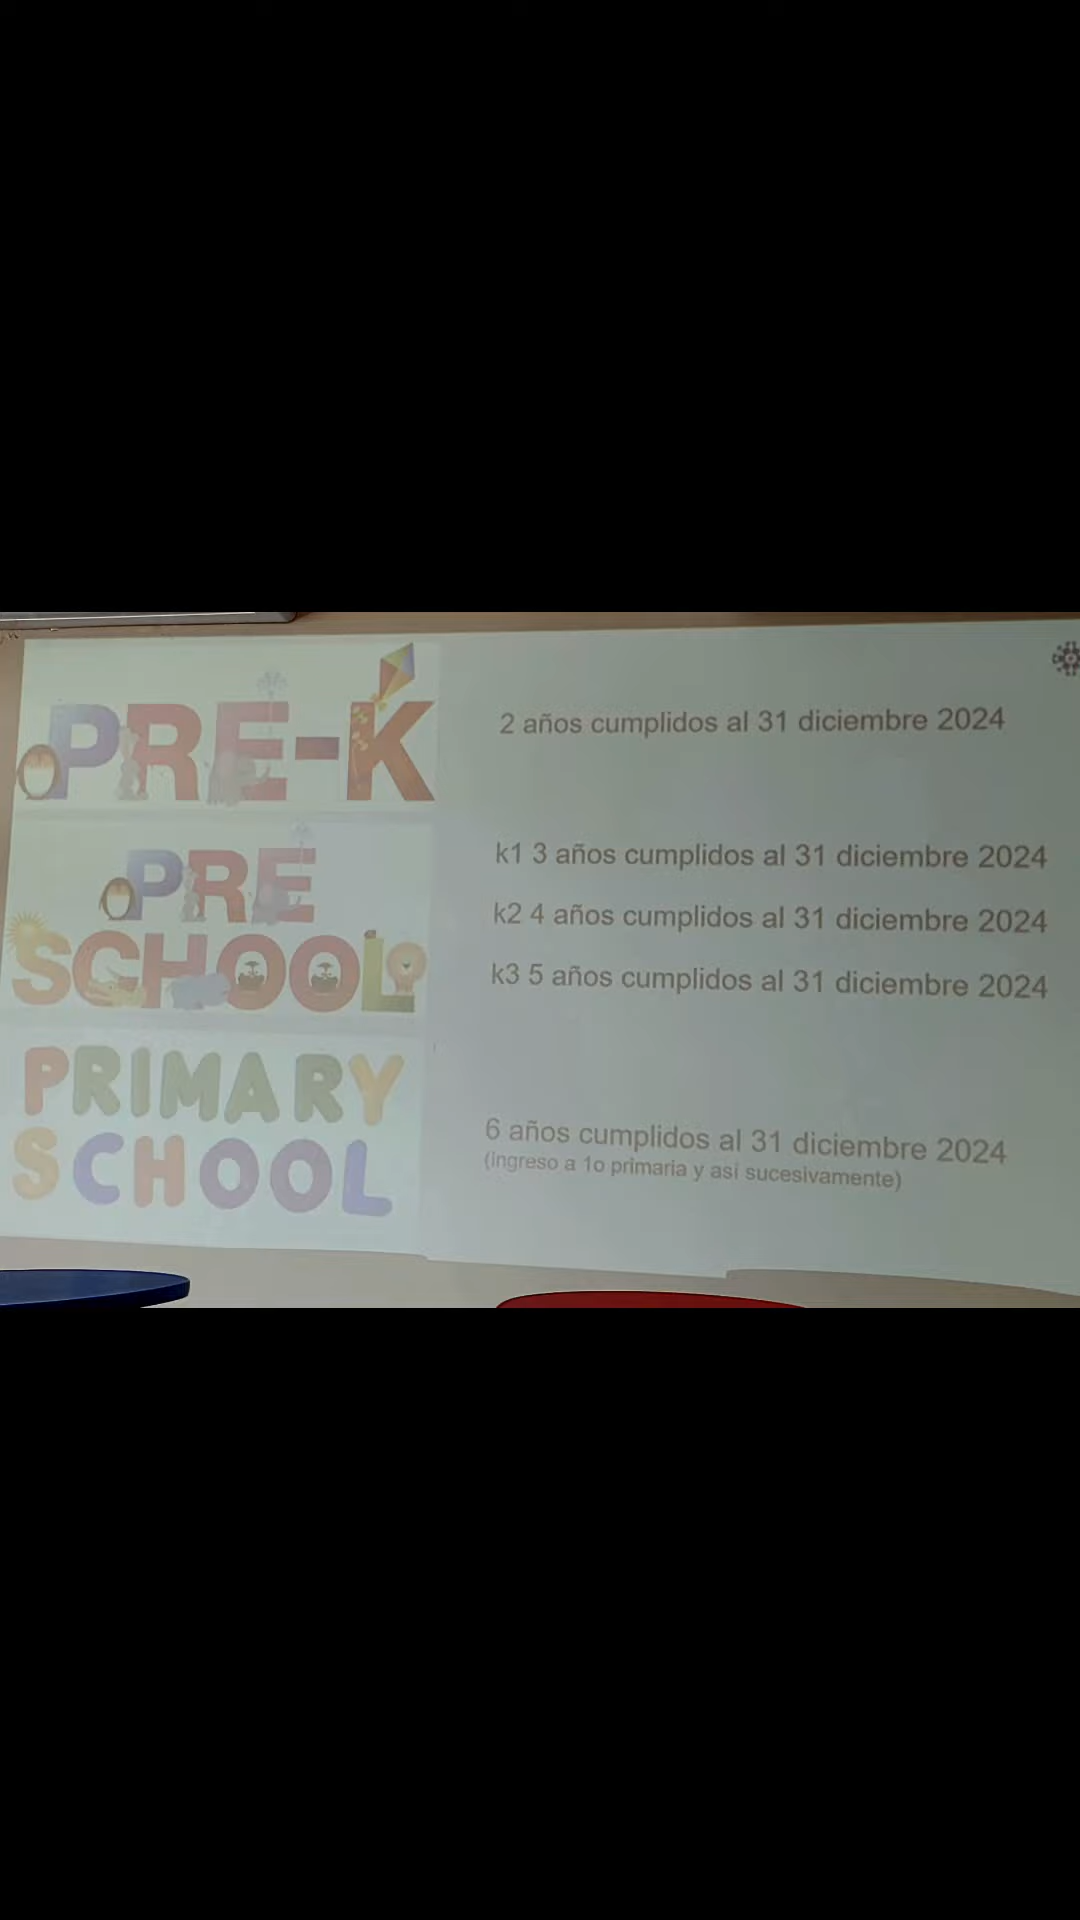 PRE-K
2 años cumplidos al 31 diciembre 2024
PRE
SCHOOL
k1 3 años cumplidos al 31 diciembre 2024
k2 4 años cumplidos al 31 diciembre 2024
k3 5 años cumplidos al 31 diciembre 2024
PRIMARY
SCHOOL
6 años cumplidos al 31 diciembre 2024
(ingreso a 1o primaria y así sucesivamente)